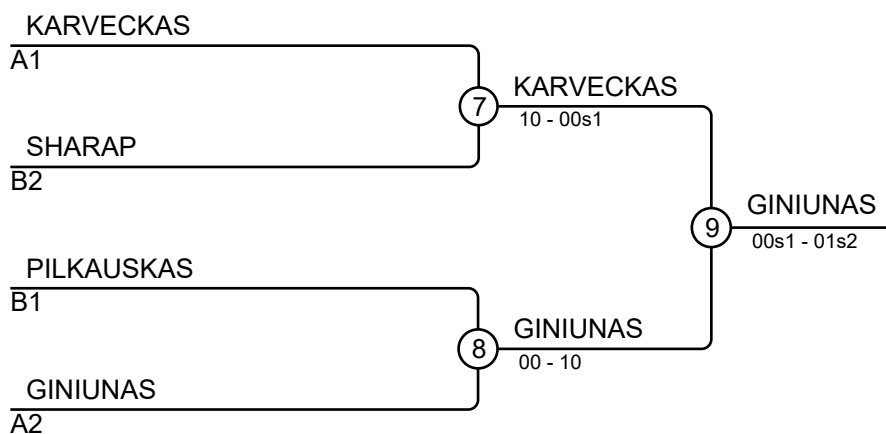 KARVECKAS
A1
7
KARVECKAS
10 - 00s1
SHARAP
B2
9
GINIUNAS
00s1 - 01s2
PILKAUSKAS
B1
8
GINIUNAS
00 - 10
GINIUNAS
A2